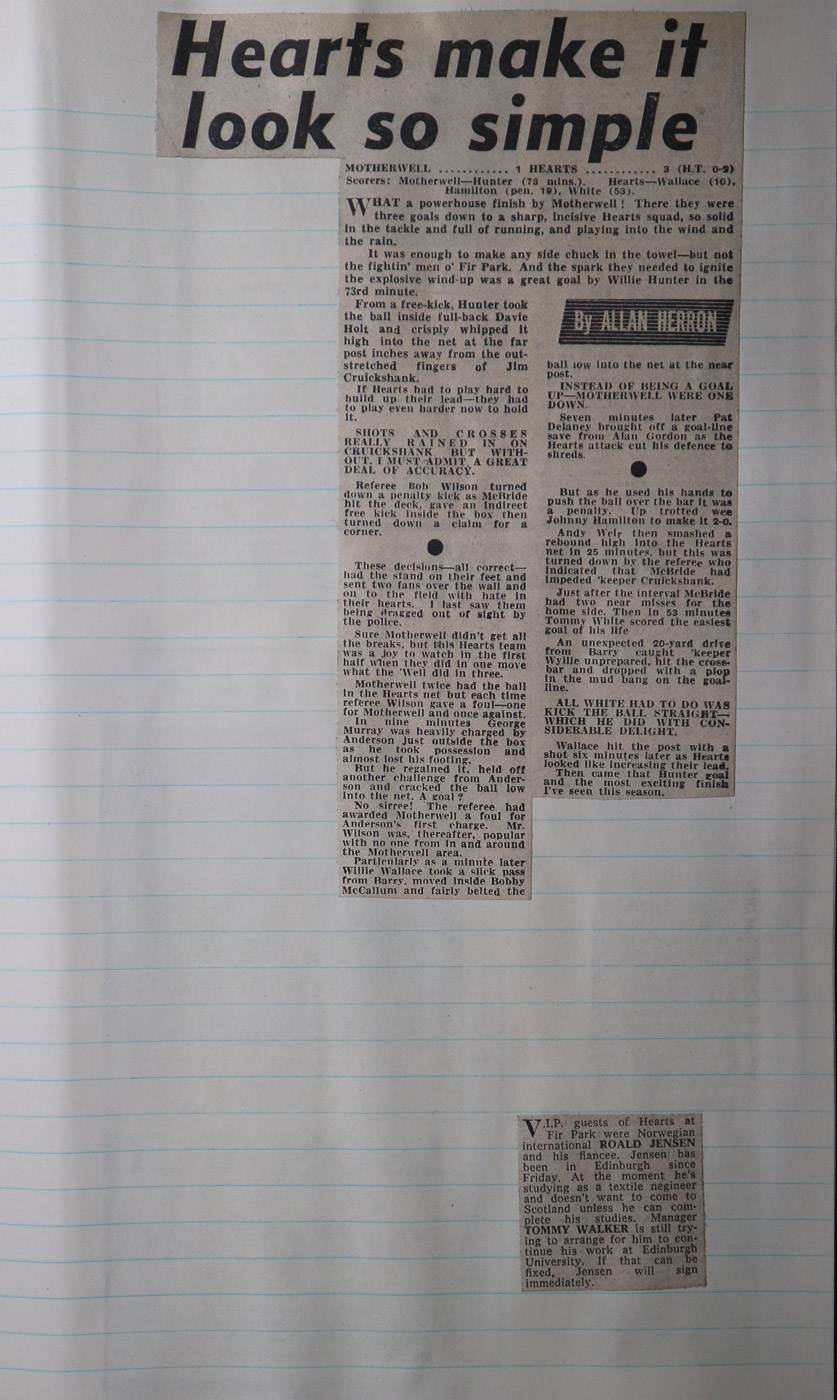 Hearts make it
look so simple
MOTHERWELL ............ 1 HEARTS ............ 3 (H.T. 0-2)
Scorers: Motherwell—Hunter (73 mins.). Hearts—Wallace (10),
Hamilton (pen. 19), White (53).
WHAT a powerhouse finish by Motherwell! There they were
three goals down to a sharp, incisive Hearts squad, so solid
in the tackle and full of running, and playing into the wind and
the rain.
It was enough to make any side chuck in the towel—but not
the fightin' men o' Fir Park. And the spark they needed to ignite
the explosive wind-up was a great goal by Willie Hunter in the
73rd minute.
From a free-kick, Hunter took
the ball inside full-back Davie
Holt and crisply whipped it
high into the net at the far
post inches away from the out-
stretched fingers of Jim
Cruickshank.
If Hearts had to play hard to
build up their lead—they had
to play even harder now to hold
it.
SHOTS AND CROSSES
REALLY RAINED IN ON
CRUICKSHANK BUT WITH-
OUT, I MUST ADMIT, A GREAT
DEAL OF ACCURACY.
Referee Bob Wilson turned
down a penalty kick as McBride
hit the deck, gave an indirect
free kick inside the box then
turned down a claim for a
corner.
These decisions—all correct—
had the stand on their feet and
sent two fans over the wall and
on to the field with hate in
their hearts. I last saw them
being dragged out of sight by
the police.
Sure Motherwell didn't get all
the breaks, but this Hearts team
was a joy to watch in the first
half when they did in one move
what the 'Well did in three.
Motherwell twice had the ball
in the Hearts net but each time
referee Wilson gave a foul—one
for Motherwell and once against.
In nine minutes George
Murray was heavily charged by
Anderson just outside the box
as he took possession and
almost lost his footing.
But he regained it, held off
another challenge from Ander-
son and cracked the ball low
into the net. A goal?
No sirree! The referee had
awarded Motherwell a foul for
Anderson's first charge. Mr.
Wilson was, thereafter, popular
with no one from in and around
the Motherwell area.
Particularly as a minute later
Willie Wallace took a slick pass
from Barry, moved inside Bobby
McCallum and fairly belted the
By ALLAN HERRON
ball low into the net at the near
post.
INSTEAD OF BEING A GOAL
UP—MOTHERWELL WERE ONE
DOWN.
Seven minutes later Pat
Delaney brought off a goal-line
save from Alan Gordon as the
Hearts attack cut his defence to
shreds.
But as he used his hands to
push the ball over the bar it was
a penalty. Up trotted wee
Johnny Hamilton to make it 2-0.
Andy Weir then smashed a
rebound high into the Hearts
net in 25 minutes, but this was
turned down by the referee who
indicated that McBride had
impeded 'keeper Cruickshank.
Just after the interval McBride
had two near misses for the
home side. Then in 53 minutes
Tommy White scored the easiest
goal of his life
An unexpected 20-yard drive
from Barry caught 'keeper
Wyllie unprepared, hit the cross-
bar and dropped with a plop
in the mud bang on the goal-
line.
ALL WHITE HAD TO DO WAS
KICK THE BALL STRAIGHT—
WHICH HE DID WITH CON-
SIDERABLE DELIGHT.
Wallace hit the post with a
shot six minutes later as Hearts
looked like increasing their lead.
Then came that Hunter goal
and the most exciting finish
I've seen this season.
V.I.P. guests of Hearts at
Fir Park were Norwegian
international ROALD JENSEN
and his fiancee. Jensen has
been in Edinburgh since
Friday. At the moment he's
studying as a textile negineer
and doesn't want to come to
Scotland unless he can com-
plete his studies. Manager
TOMMY WALKER is still try-
ing to arrange for him to con-
tinue his work at Edinburgh
University. If that can be
fixed, Jensen will sign
immediately.